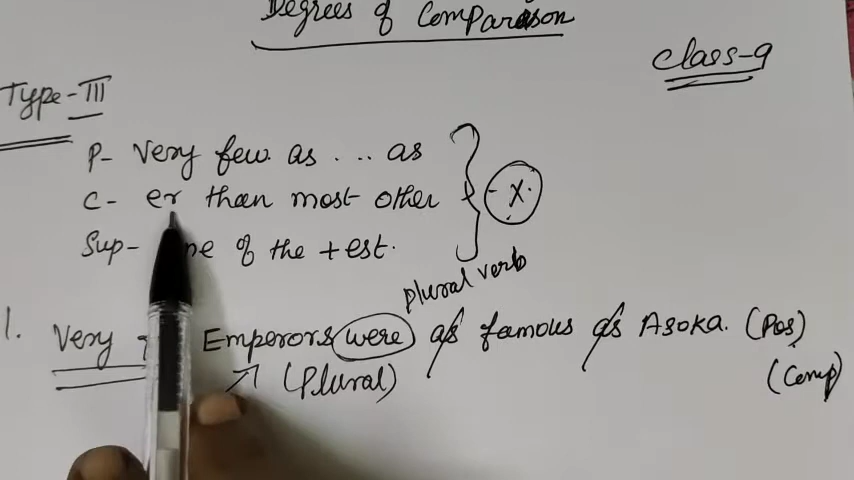 Degrees of Comparison
Class-9
Type-III
P- Very few as ... as
C- er than most other
x
Sup- of the + est.
plural verb
1. Very Emperors were as famous as Asoka. (Pos)
(Plural)
(Comp)